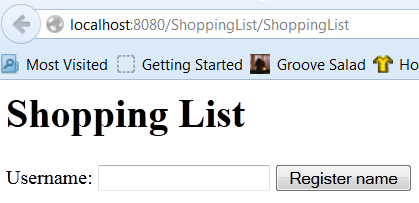 localhost:8080/ShoppingList/ShoppingList
Most Visited Getting Started Groove Salad Ho
Shopping List
Username: Register name